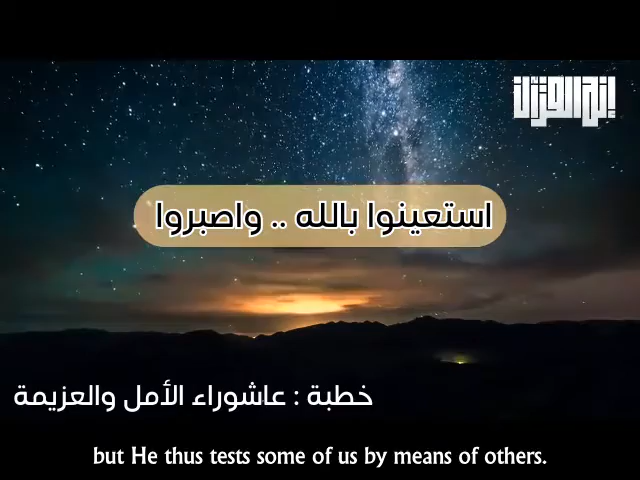 استعينوا بالله .. واصبروا
خطبة : عاشوراء الأمل والعزيمة
but He thus tests some of us by means of others.